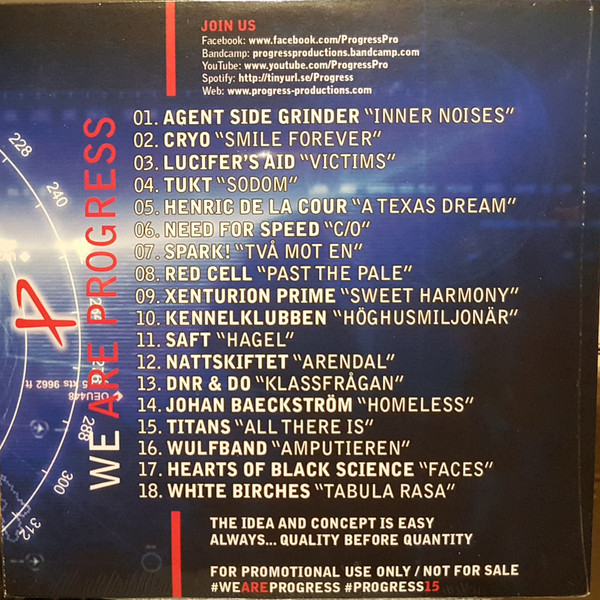 JOIN US
Facebook: www.facebook.com/ProgressPro
Bandcamp: progressproductions.bandcamp.com
YouTube: www.youtube.com/ProgressPro
Spotify: http://tinyurl.se/Progress
Web: www.progress-productions.com
WE ARE PROGRESS
01. AGENT SIDE GRINDER “INNER NOISES”
02. CRYO “SMILE FOREVER”
03. LUCIFER'S AID “VICTIMS”
04. TUKT “SODOM”
05. HENRIC DE LA COUR “A TEXAS DREAM”
06. NEED FOR SPEED “C/O”
07. SPARK! “TVÅ MOT EN”
08. RED CELL “PAST THE PALE”
09. XENTURION PRIME “SWEET HARMONY”
10. KENNELKLUBBEN “HÖGHUSMILJONÄR”
11. SAFT “HAGEL”
12. NATTSKIFTET “ARENDAL”
13. DNR & DO “KLASSFRÅGAN”
14. JOHAN BAECKSTRÖM “HOMELESS”
15. TITANS “ALL THERE IS”
16. WULFBAND “AMPUTIEREN”
17. HEARTS OF BLACK SCIENCE “FACES”
18. WHITE BIRCHES “TABULA RASA”
228
240
288
300
312
kts 9662 ft
OEU448
THE IDEA AND CONCEPT IS EASY
ALWAYS... QUALITY BEFORE QUANTITY
FOR PROMOTIONAL USE ONLY / NOT FOR SALE
#WEAREPROGRESS #PROGRESS15